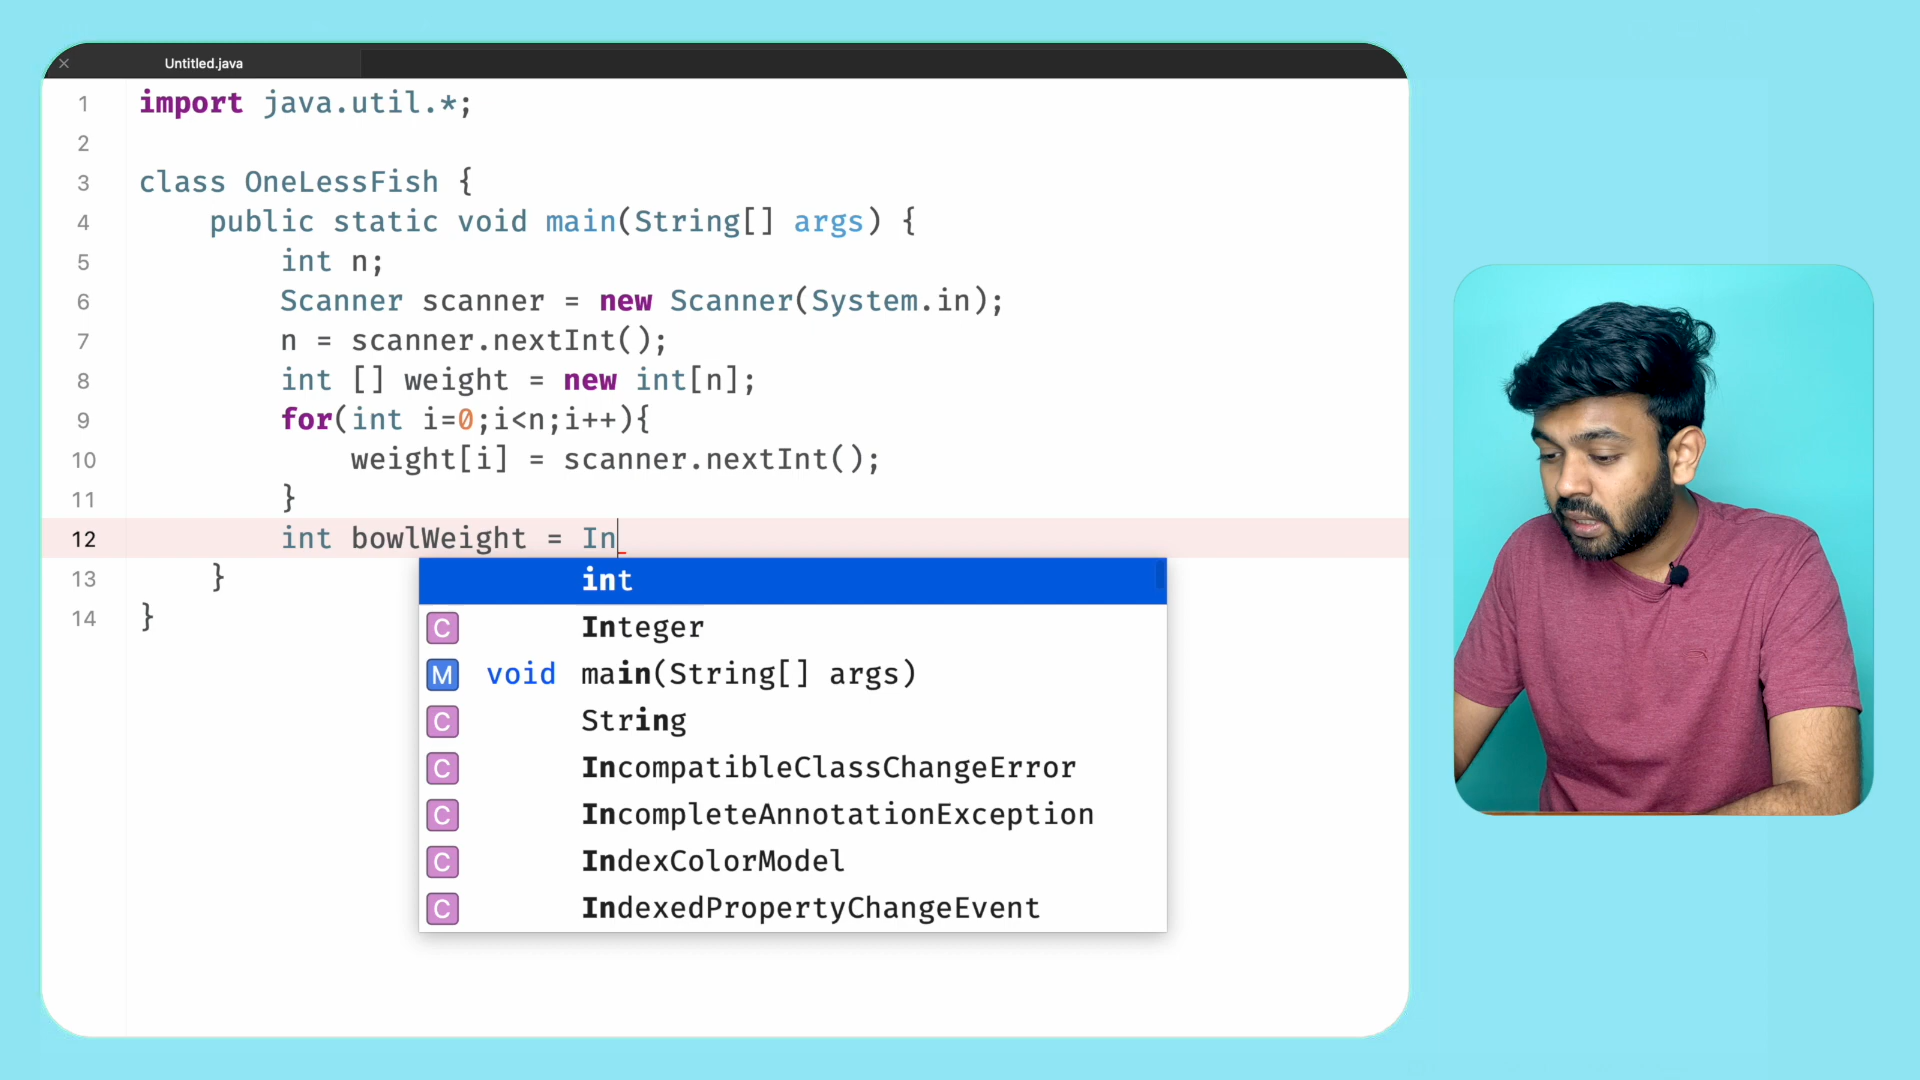 Untitled.java
1 import java.util.*;
2
3 class OneLessFish {
4 public static void main(String[] args) {
5 int n;
6 Scanner scanner = new Scanner(System.in);
7 n = scanner.nextInt();
8 int [] weight = new int[n];
9 for(int i=0;i<n;i++){
10 weight[i] = scanner.nextInt();
11 }
12 int bowlWeight = In
13 }
14 }
int
C Integer
M void main(String[] args)
C String
C IncompatibleClassChangeError
C IncompleteAnnotationException
C IndexColorModel
C IndexedPropertyChangeEvent